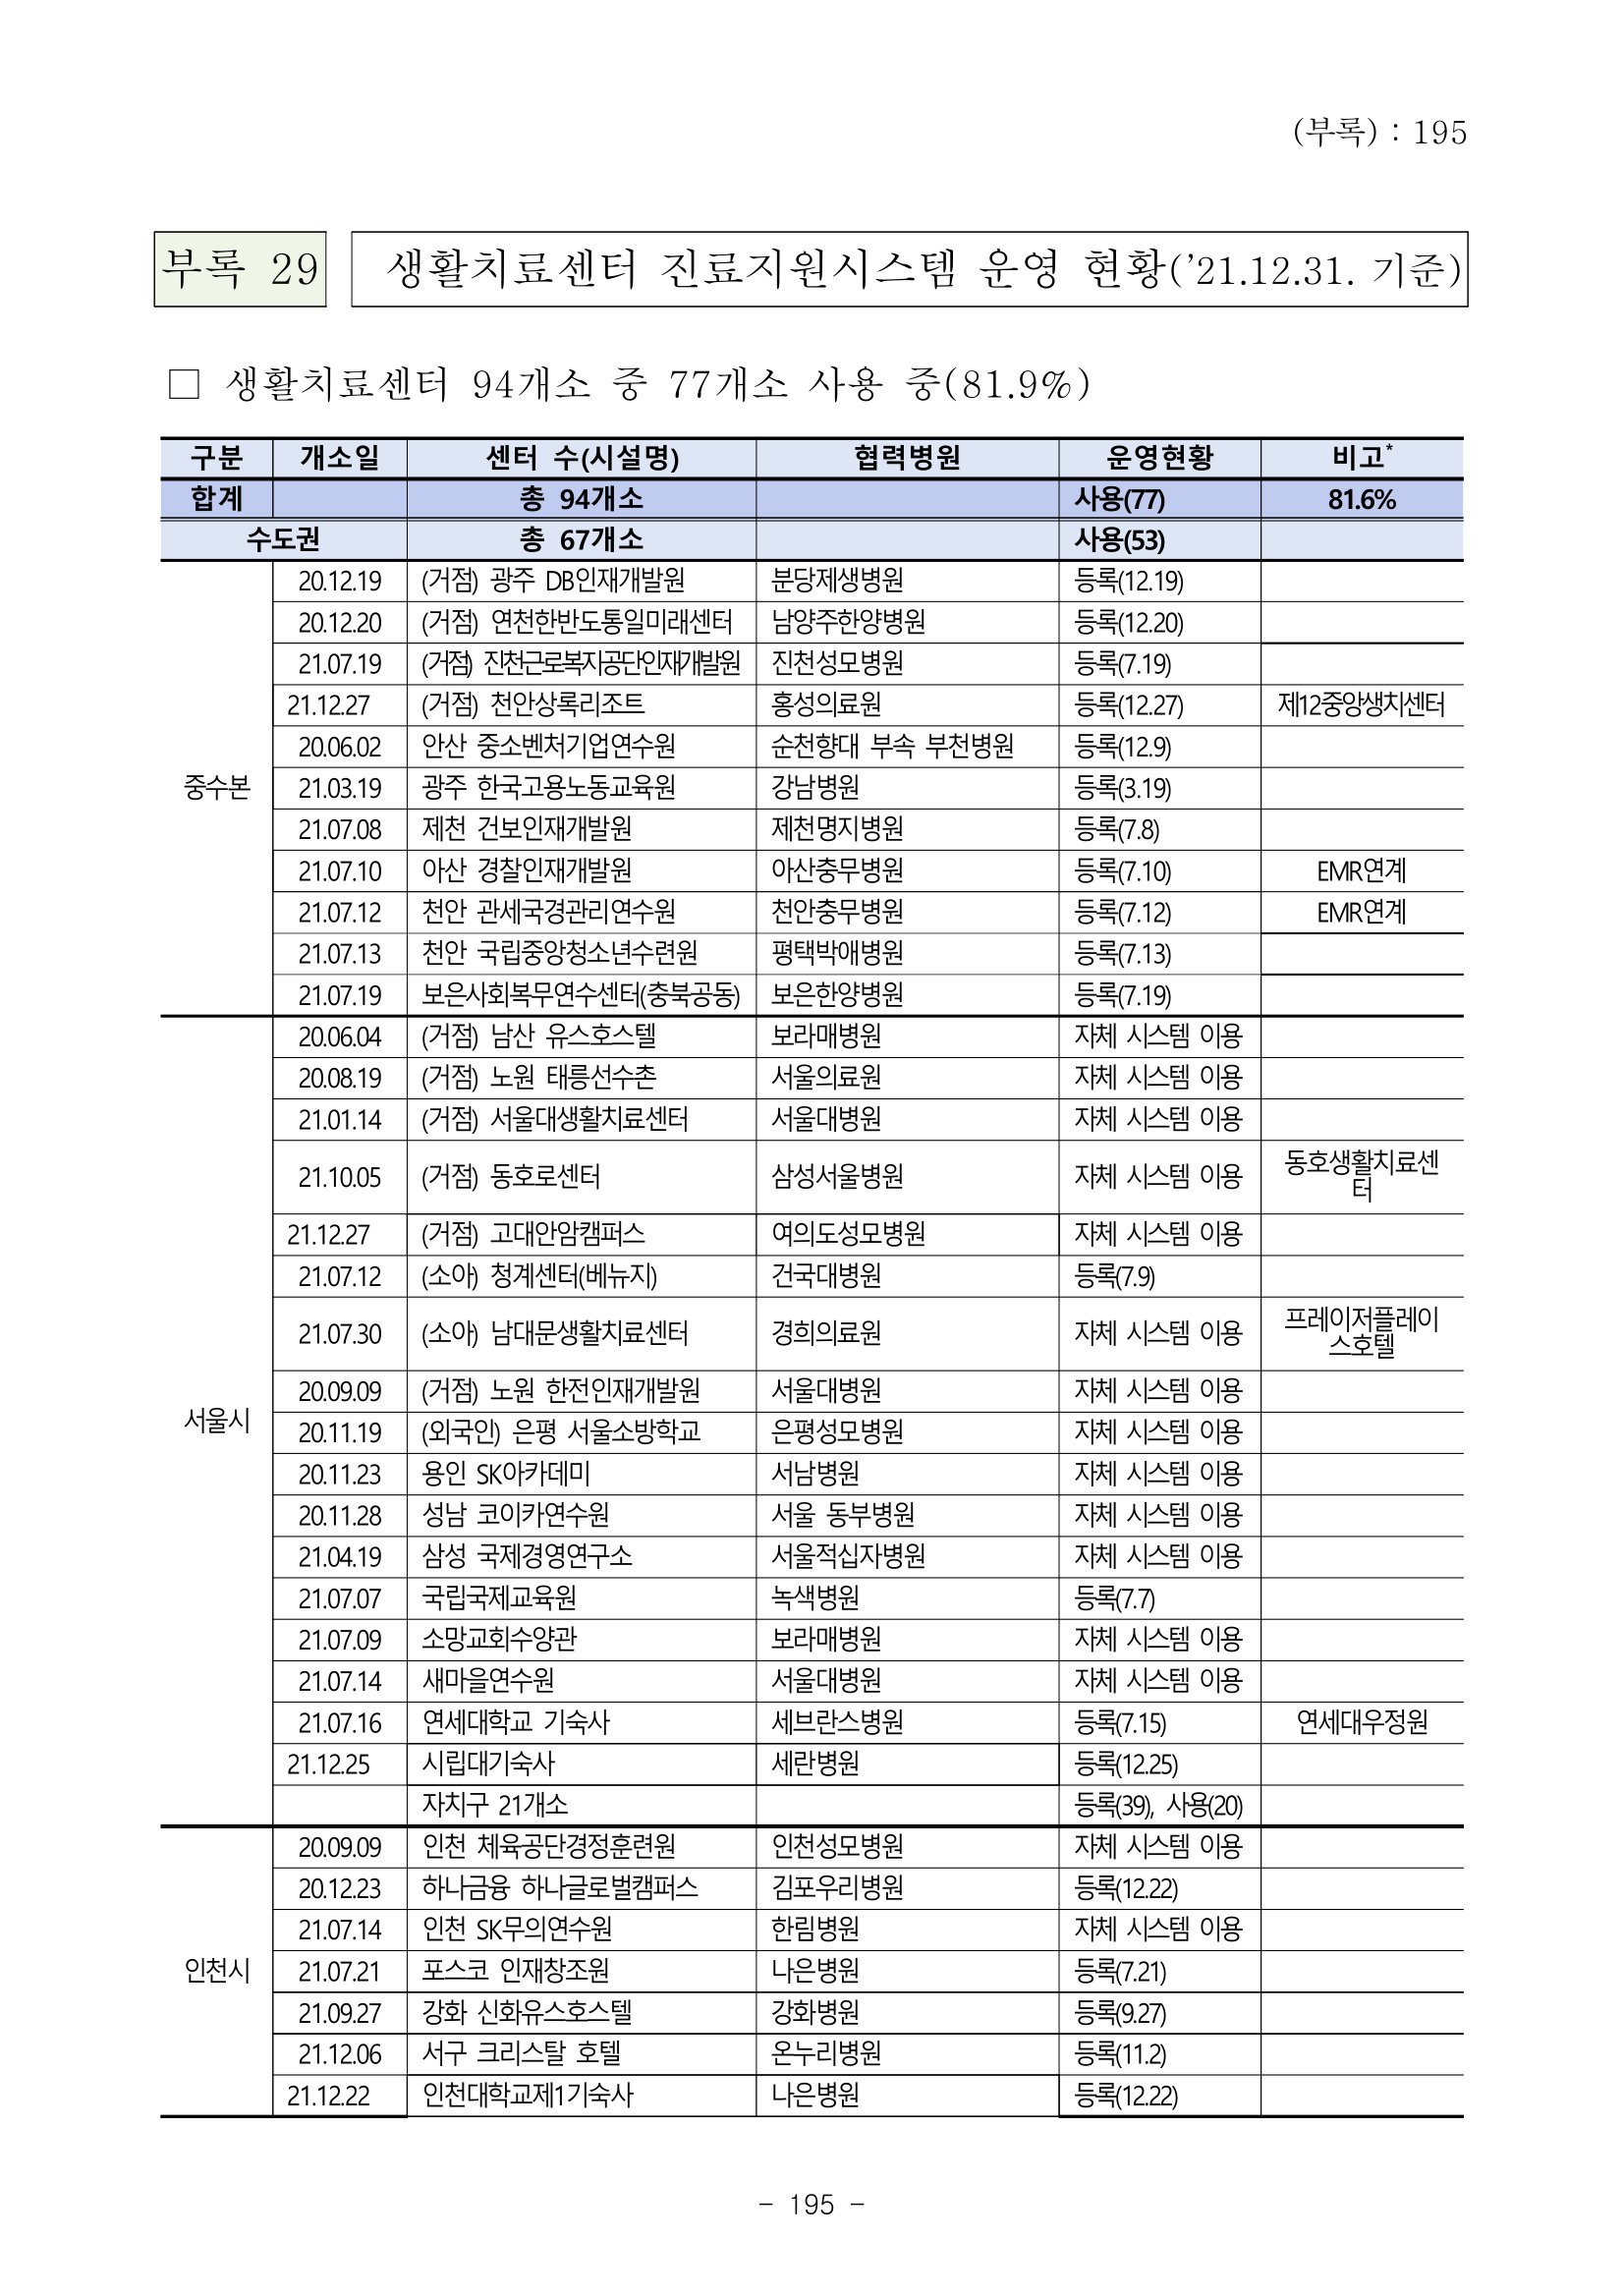 (부록) : 195
부록 29 생활치료센터 진료지원시스템 운영 현황('21.12.31. 기준)
□ 생활치료센터 94개소 중 77개소 사용 중(81.9%)
구분 개소일 센터 수(시설명) 협력병원 운영현황 비고*
합계 총 94개소 사용(77) 81.6%
수도권 총 67개소 사용(53)
20.12.19 (거점) 광주 DB인재개발원 분당제생병원 등록(12.19)
20.12.20 (거점) 연천한반도통일미래센터 남양주한양병원 등록(12.20)
21.07.19 (거점) 진천근로복지공단인재개발원 진천성모병원 등록(7.19)
21.12.27 (거점) 천안상록리조트 홍성의료원 등록(12.27) 제12중앙생치센터
20.06.02 안산 중소벤처기업연수원 순천향대 부속 부천병원 등록(12.9)
중수본 21.03.19 광주 한국고용노동교육원 강남병원 등록(3.19)
21.07.08 제천 건보인재개발원 제천명지병원 등록(7.8)
21.07.10 아산 경찰인재개발원 아산충무병원 등록(7.10) EMR연계
21.07.12 천안 관세국경관리연수원 천안충무병원 등록(7.12) EMR연계
21.07.13 천안 국립중앙청소년수련원 평택박애병원 등록(7.13)
21.07.19 보은사회복무연수센터(충북공동) 보은한양병원 등록(7.19)
20.06.04 (거점) 남산 유스호스텔 보라매병원 자체 시스템 이용
20.08.19 (거점) 노원 태릉선수촌 서울의료원 자체 시스템 이용
21.01.14 (거점) 서울대생활치료센터 서울대병원 자체 시스템 이용
21.10.05 (거점) 동호로센터 삼성서울병원 자체 시스템 이용 동호생활치료센
터
21.12.27 (거점) 고대안암캠퍼스 여의도성모병원 자체 시스템 이용
21.07.12 (소아) 청계센터(베뉴지) 건국대병원 등록(7.9)
21.07.30 (소아) 남대문생활치료센터 경희의료원 자체 시스템 이용 프레이저플레이
스호텔
20.09.09 (거점) 노원 한전인재개발원 서울대병원 자체 시스템 이용
서울시 20.11.19 (외국인) 은평 서울소방학교 은평성모병원 자체 시스템 이용
20.11.23 용인 SK아카데미 서남병원 자체 시스템 이용
20.11.28 성남 코이카연수원 서울 동부병원 자체 시스템 이용
21.04.19 삼성 국제경영연구소 서울적십자병원 자체 시스템 이용
21.07.07 국립국제교육원 녹색병원 등록(7.7)
21.07.09 소망교회수양관 보라매병원 자체 시스템 이용
21.07.14 새마을연수원 서울대병원 자체 시스템 이용
21.07.16 연세대학교 기숙사 세브란스병원 등록(7.15) 연세대우정원
21.12.25 시립대기숙사 세란병원 등록(12.25)
자치구 21개소 등록(39), 사용(20)
20.09.09 인천 체육공단경정훈련원 인천성모병원 자체 시스템 이용
20.12.23 하나금융 하나글로벌캠퍼스 김포우리병원 등록(12.22)
21.07.14 인천 SK무의연수원 한림병원 자체 시스템 이용
인천시 21.07.21 포스코 인재창조원 나은병원 등록(7.21)
21.09.27 강화 신화유스호스텔 강화병원 등록(9.27)
21.12.06 서구 크리스탈 호텔 온누리병원 등록(11.2)
21.12.22 인천대학교제1기숙사 나은병원 등록(12.22)
- 195 -